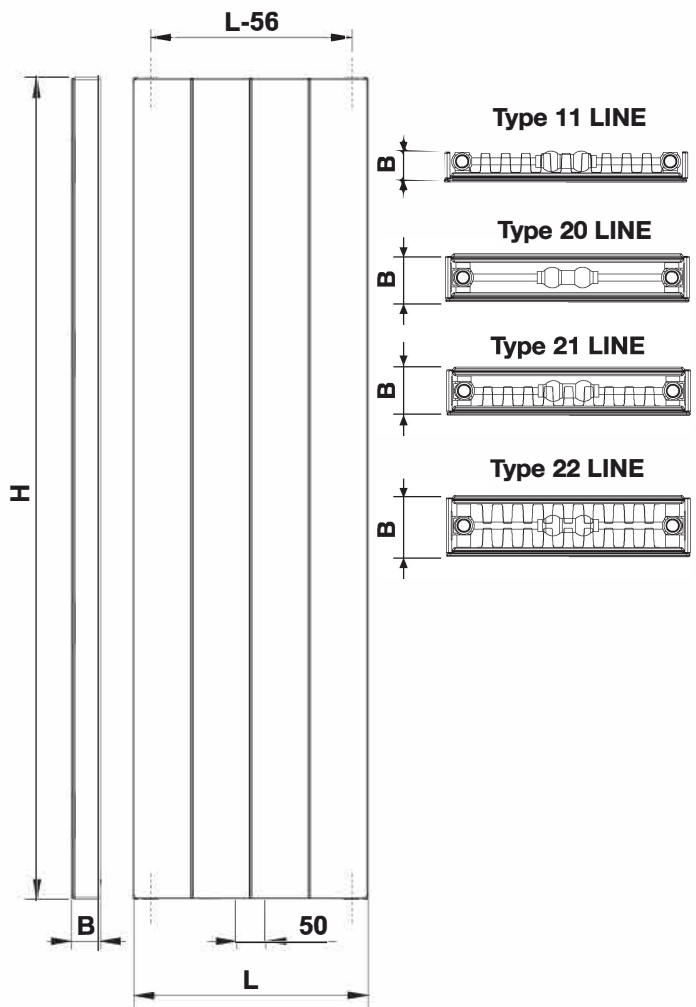 L-56
H
B
50
L
Type 11 LINE
B
Type 20 LINE
B
Type 21 LINE
B
Type 22 LINE
B